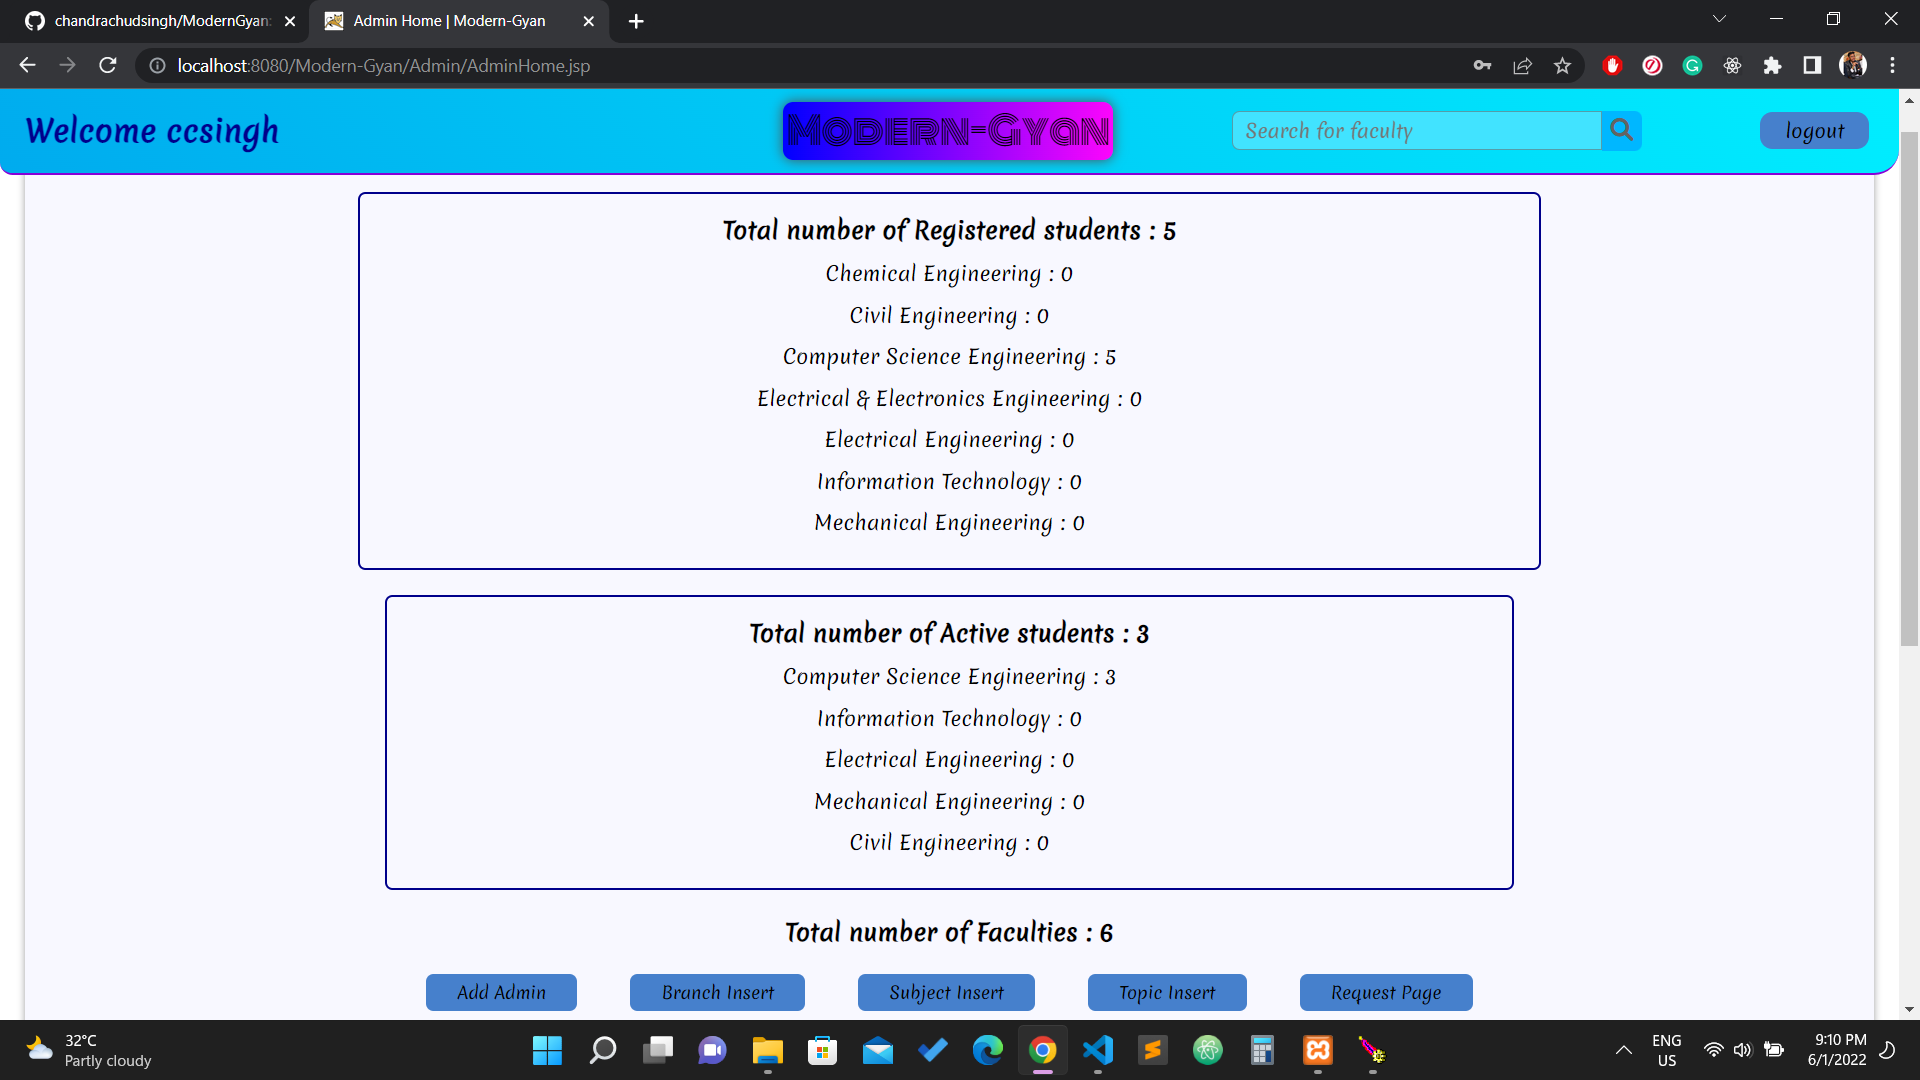 chandrachudsingh/ModernGyan:
Admin Home | Modern-Gyan
localhost:8080/Modern-Gyan/Admin/AdminHome.jsp
Welcome ccsingh
Modern-Gyan
Search for faculty
logout
Total number of Registered students : 5
Chemical Engineering : 0
Civil Engineering : 0
Computer Science Engineering : 5
Electrical & Electronics Engineering : 0
Electrical Engineering : 0
Information Technology : 0
Mechanical Engineering : 0
Total number of Active students : 3
Computer Science Engineering : 3
Information Technology : 0
Electrical Engineering : 0
Mechanical Engineering : 0
Civil Engineering : 0
Total number of Faculties : 6
Add Admin
Branch Insert
Subject Insert
Topic Insert
Request Page
32°C
Partly cloudy
ENG
US
9:10 PM
6/1/2022